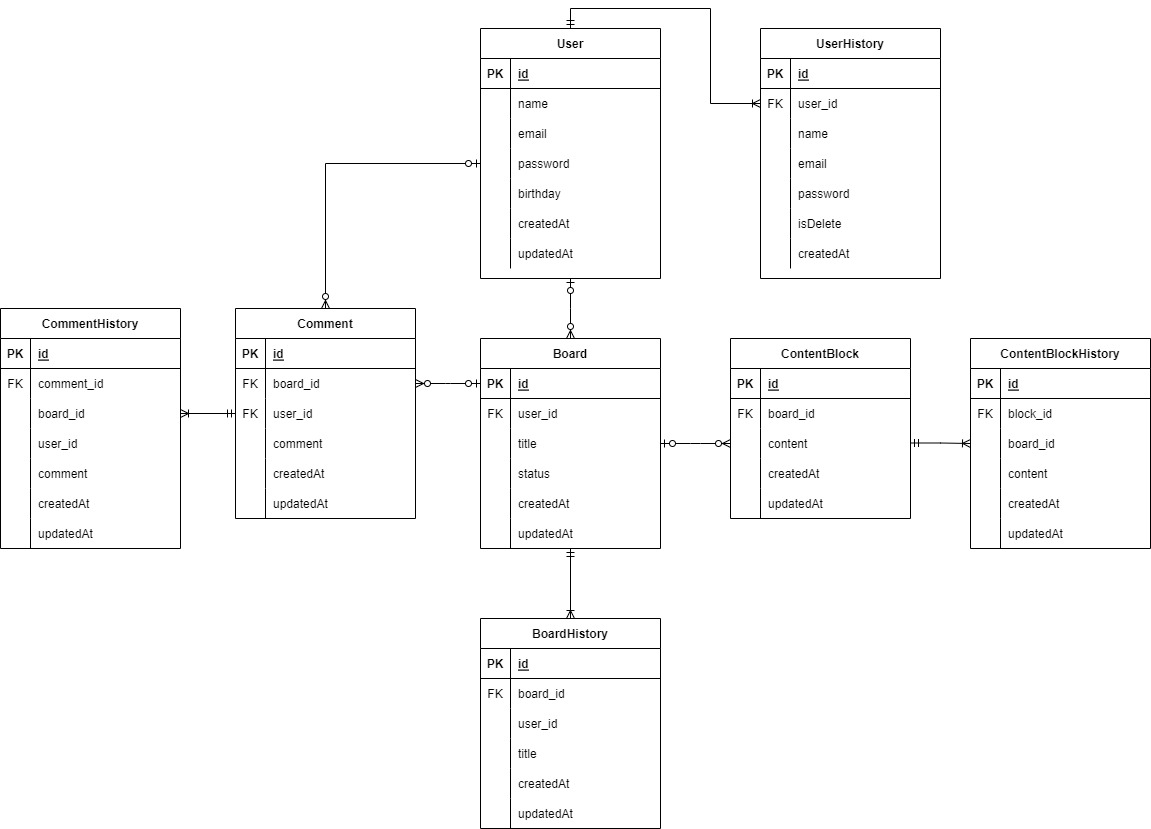 User
PK id
name
email
password
birthday
createdAt
updatedAt
UserHistory
PK id
FK user_id
name
email
password
isDelete
createdAt
CommentHistory
PK id
FK comment_id
board_id
user_id
comment
createdAt
updatedAt
Comment
PK id
FK board_id
FK user_id
comment
createdAt
updatedAt
Board
PK id
FK user_id
title
status
createdAt
updatedAt
ContentBlock
PK id
FK board_id
content
createdAt
updatedAt
ContentBlockHistory
PK id
FK block_id
board_id
content
createdAt
updatedAt
BoardHistory
PK id
FK board_id
user_id
title
createdAt
updatedAt